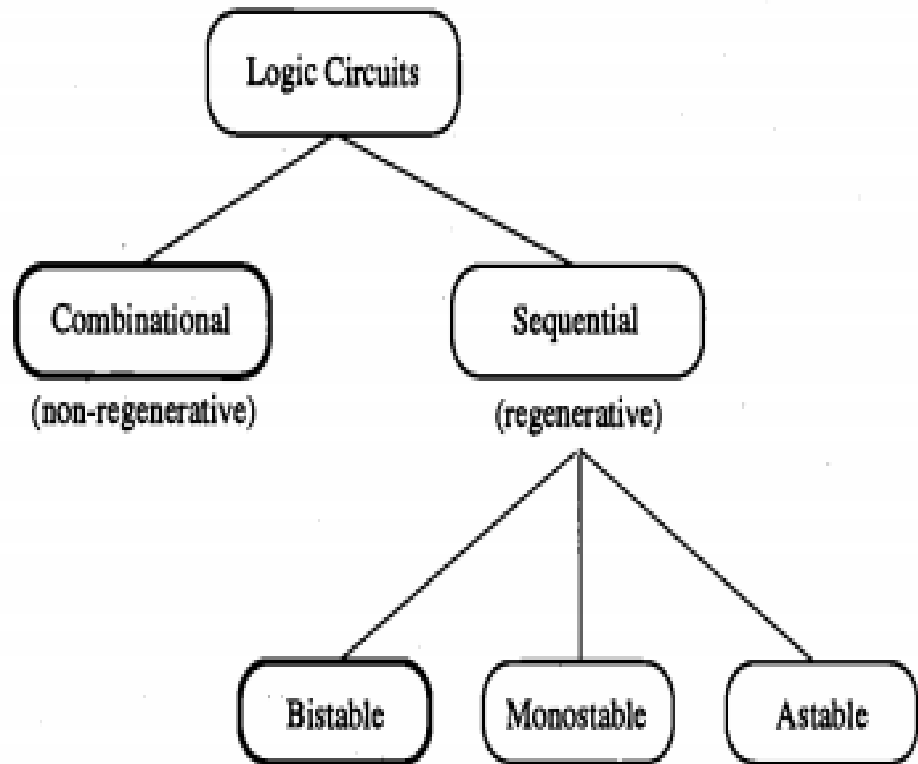 Logic Circuits
Combinational
Sequential
(non-regenerative)
(regenerative)
Bistable
Monostable
Astable